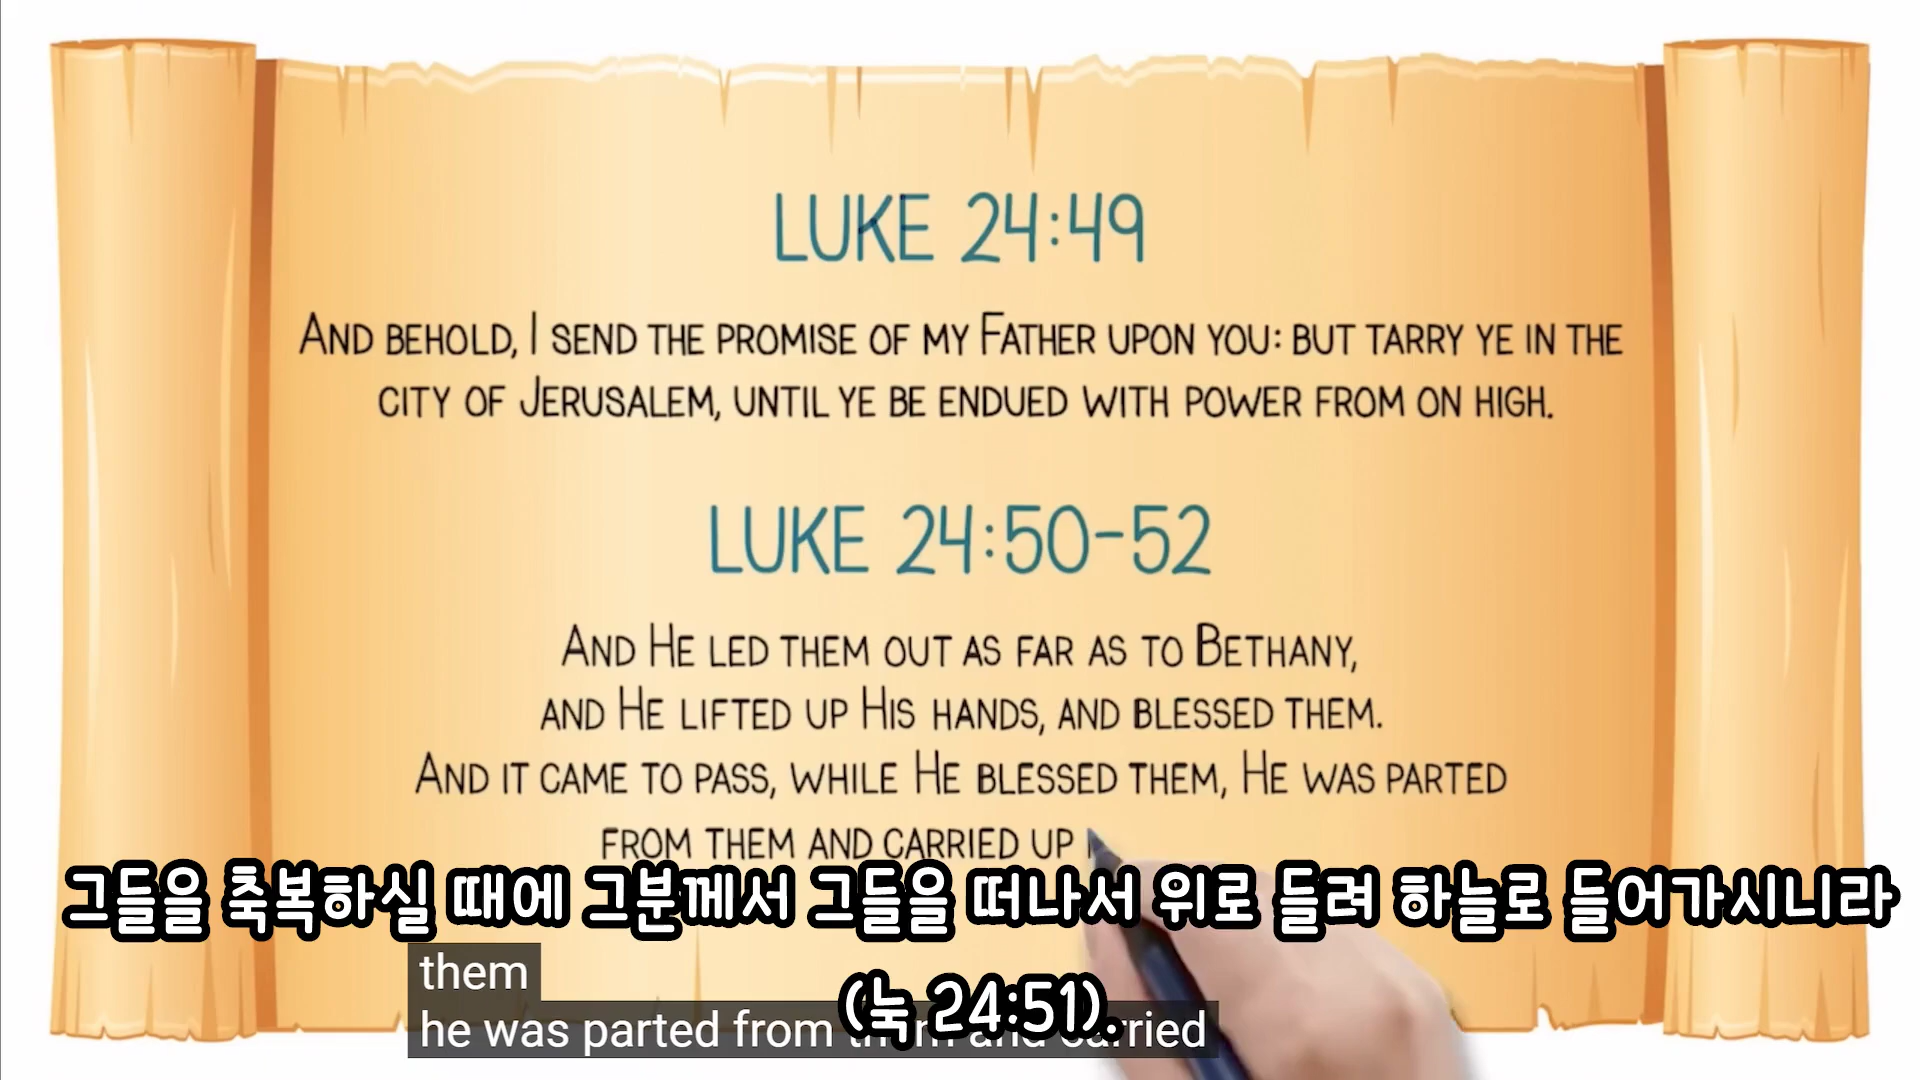 LUKE 24:49
AND BEHOLD, I SEND THE PROMISE OF MY FATHER UPON YOU: BUT TARRY YE IN THE
CITY OF JERUSALEM, UNTIL YE BE ENDUED WITH POWER FROM ON HIGH.
LUKE 24:50-52
AND HE LED THEM OUT AS FAR AS TO BETHANY,
AND HE LIFTED UP HIS HANDS, AND BLESSED THEM.
AND IT CAME TO PASS, WHILE HE BLESSED THEM, HE WAS PARTED
FROM THEM AND CARRIED UP
그들을 축복하실 때에 그분께서 그들을 떠나서 위로 들려 하늘로 들어가시니라
(눅 24:51).
them
he was parted from them and carried